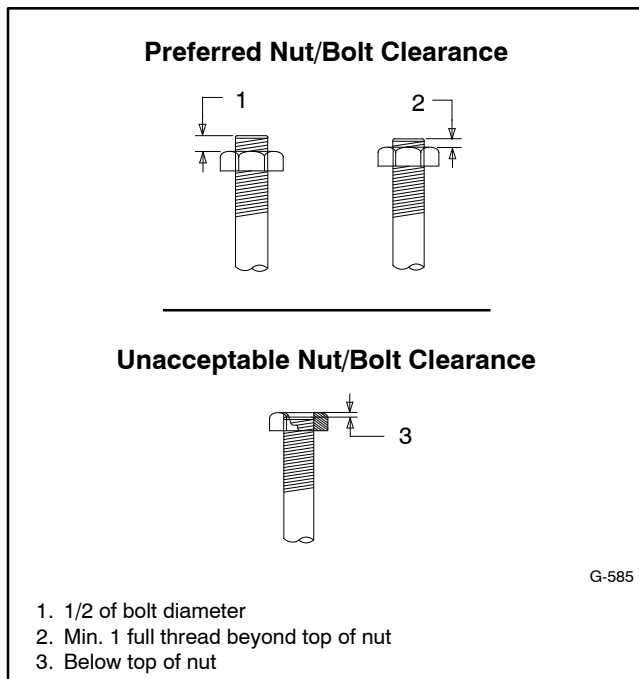 Preferred Nut/Bolt Clearance
1
2
Unacceptable Nut/Bolt Clearance
3
G-585
1. 1/2 of bolt diameter
2. Min. 1 full thread beyond top of nut
3. Below top of nut